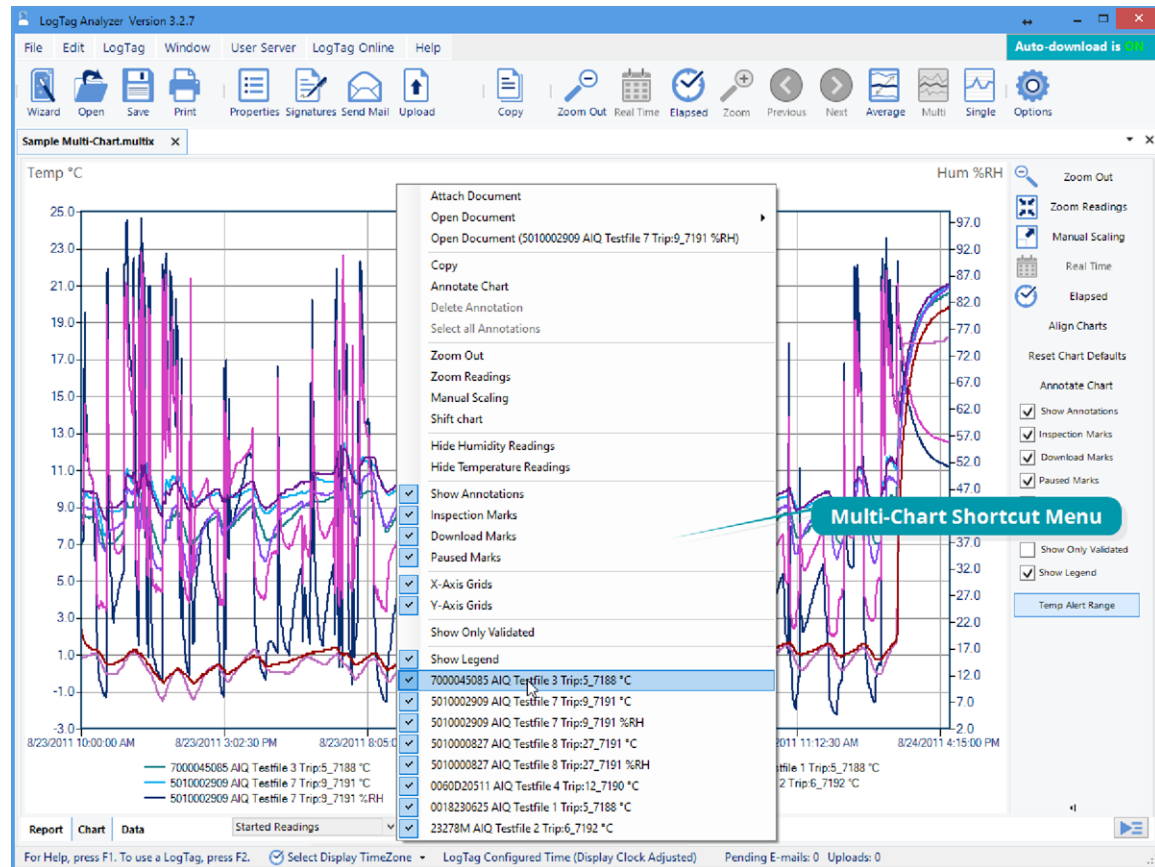 LogTag Analyzer Version 3.2.7
File Edit LogTag Window User Server LogTag Online Help
Auto-download is ON
Wizard Open Save Print Properties Signatures Send Mail Upload Copy Zoom Out Real Time Elapsed Zoom Previous Next Average Multi Single Options
Sample Multi-Chart.multix X
Temp °C
Hum %RH
25.0
23.0
21.0
19.0
17.0
15.0
13.0
11.0
9.0
7.0
5.0
3.0
1.0
-1.0
-3.0
Attach Document
Open Document
Open Document (5010002909 AIQ Testfile 7 Trip:9_7191 %RH)
Copy
Annotate Chart
Delete Annotation
Select all Annotations
Zoom Out
Zoom Readings
Manual Scaling
Shift chart
Hide Humidity Readings
Hide Temperature Readings
Show Annotations
Inspection Marks
Download Marks
Paused Marks
X-Axis Grids
Y-Axis Grids
Show Only Validated
Show Legend
7000045085 AIQ Testfile 3 Trip:5_7188 °C
5010002909 AIQ Testfile 7 Trip:9_7191 °C
5010002909 AIQ Testfile 7 Trip:9_7191 %RH
5010000827 AIQ Testfile 8 Trip:27_7191 °C
5010000827 AIQ Testfile 8 Trip:27_7191 %RH
0060D20511 AIQ Testfile 4 Trip:12_7190 °C
0018230625 AIQ Testfile 1 Trip:5_7188 °C
23278M AIQ Testfile 2 Trip:6_7192 °C
97.0
92.0
87.0
82.0
77.0
72.0
67.0
62.0
57.0
52.0
47.0
37.0
32.0
27.0
22.0
17.0
12.0
7.0
2.0
Multi-Chart Shortcut Menu
Zoom Out
Zoom Readings
Manual Scaling
Real Time
Elapsed
Align Charts
Reset Chart Defaults
Annotate Chart
Show Annotations
Inspection Marks
Download Marks
Paused Marks
Show Only Validated
Show Legend
Temp Alert Range
8/23/2011 10:00:00 AM 8/23/2011 3:02:30 PM 8/23/2011 8:05:0 2011 11:12:30 AM 8/24/2011 4:15:00 PM
7000045085 AIQ Testfile 3 Trip:5_7188 °C
5010002909 AIQ Testfile 7 Trip:9_7191 °C
5010002909 AIQ Testfile 7 Trip:9_7191 %RH
stfile 1 Trip:5_7188 °C
2 Trip:6_7192 °C
Report Chart Data Started Readings
For Help, press F1. To use a LogTag, press F2. Select Display TimeZone LogTag Configured Time (Display Clock Adjusted) Pending E-mails: 0 Uploads: 0